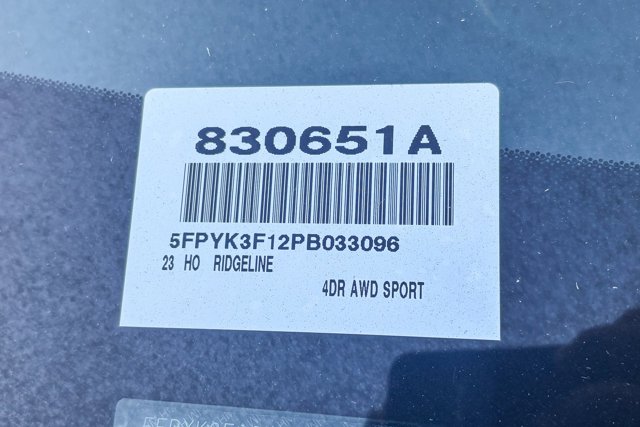 830651A
5FPYK3F12PB033096
23 HO RIDGELINE
4DR AWD SPORT